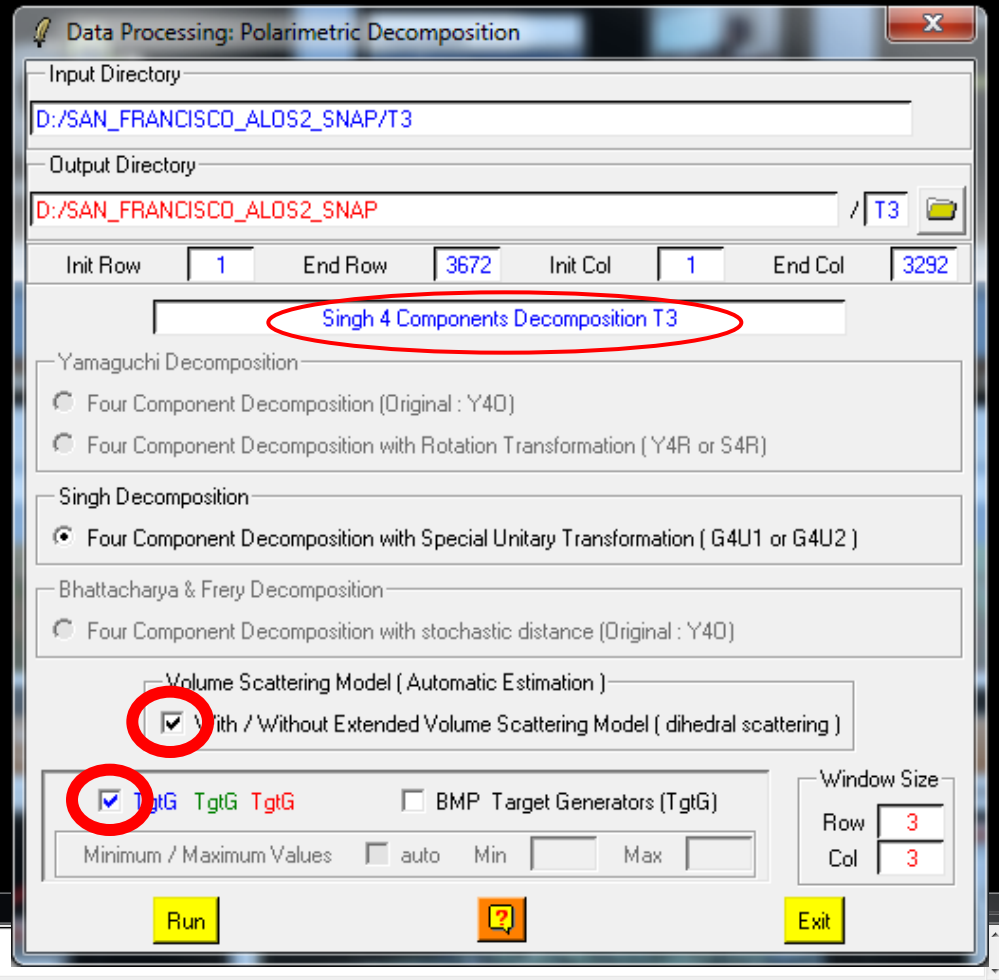 Data Processing: Polarimetric Decomposition
Input Directory
D:/SAN_FRANCISCO_ALOS2_SNAP/T3
Output Directory
D:/SAN_FRANCISCO_ALOS2_SNAP / T3
Init Row 1 End Row 3672 Init Col 1 End Col 3292
Singh 4 Components Decomposition T3
Yamaguchi Decomposition
Four Component Decomposition (Original : Y4O)
Four Component Decomposition with Rotation Transformation ( Y4R or S4R)
Singh Decomposition
Four Component Decomposition with Special Unitary Transformation ( G4U1 or G4U2 )
Bhattacharya & Frery Decomposition
Four Component Decomposition with stochastic distance (Original : Y4O)
Volume Scattering Model ( Automatic Estimation )
With / Without Extended Volume Scattering Model ( dihedral scattering )
TgtG TgtG TgtG BMP Target Generators (TgtG)
Minimum / Maximum Values auto Min Max
Window Size
Row 3
Col 3
Run ? Exit